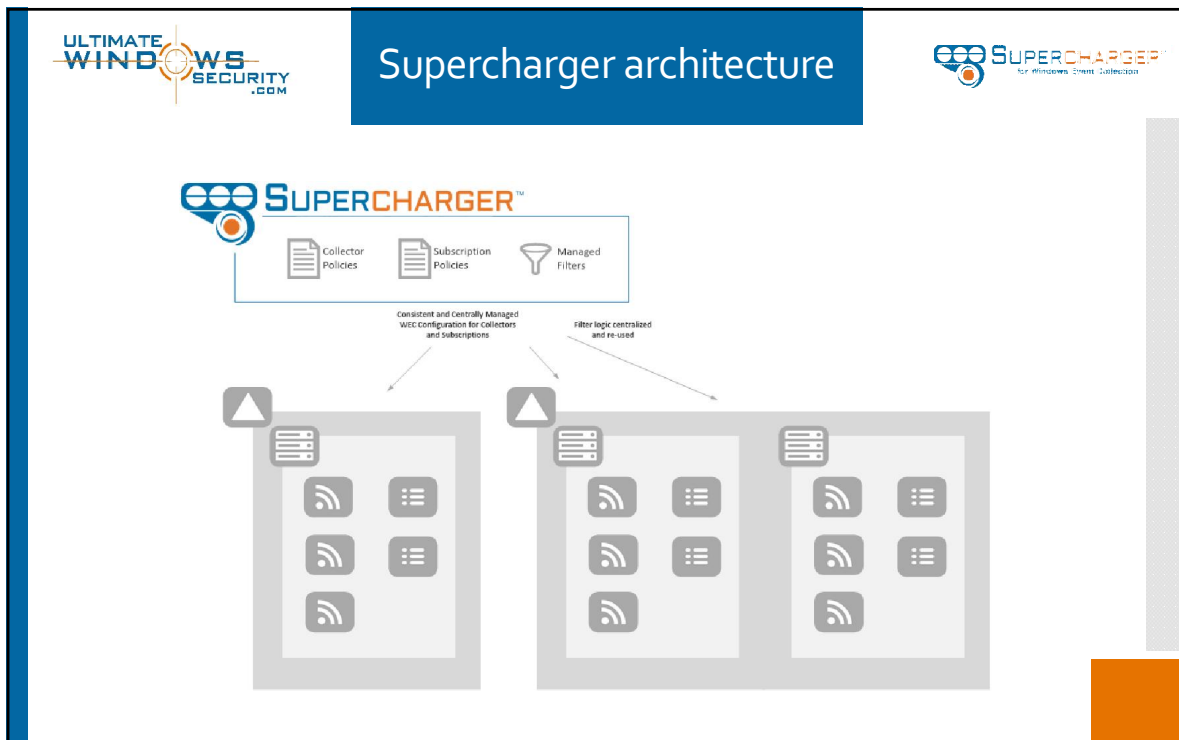 ULTIMATE
WINDOWS
SECURITY
.COM
Supercharger architecture
SUPERCHARGER™
for Windows Event Collection
SUPERCHARGER™
Collector
Policies
Subscription
Policies
Managed
Filters
Consistent and Centrally Managed
WEC Configuration for Collectors
and Subscriptions
Filter logic centralized
and re-used